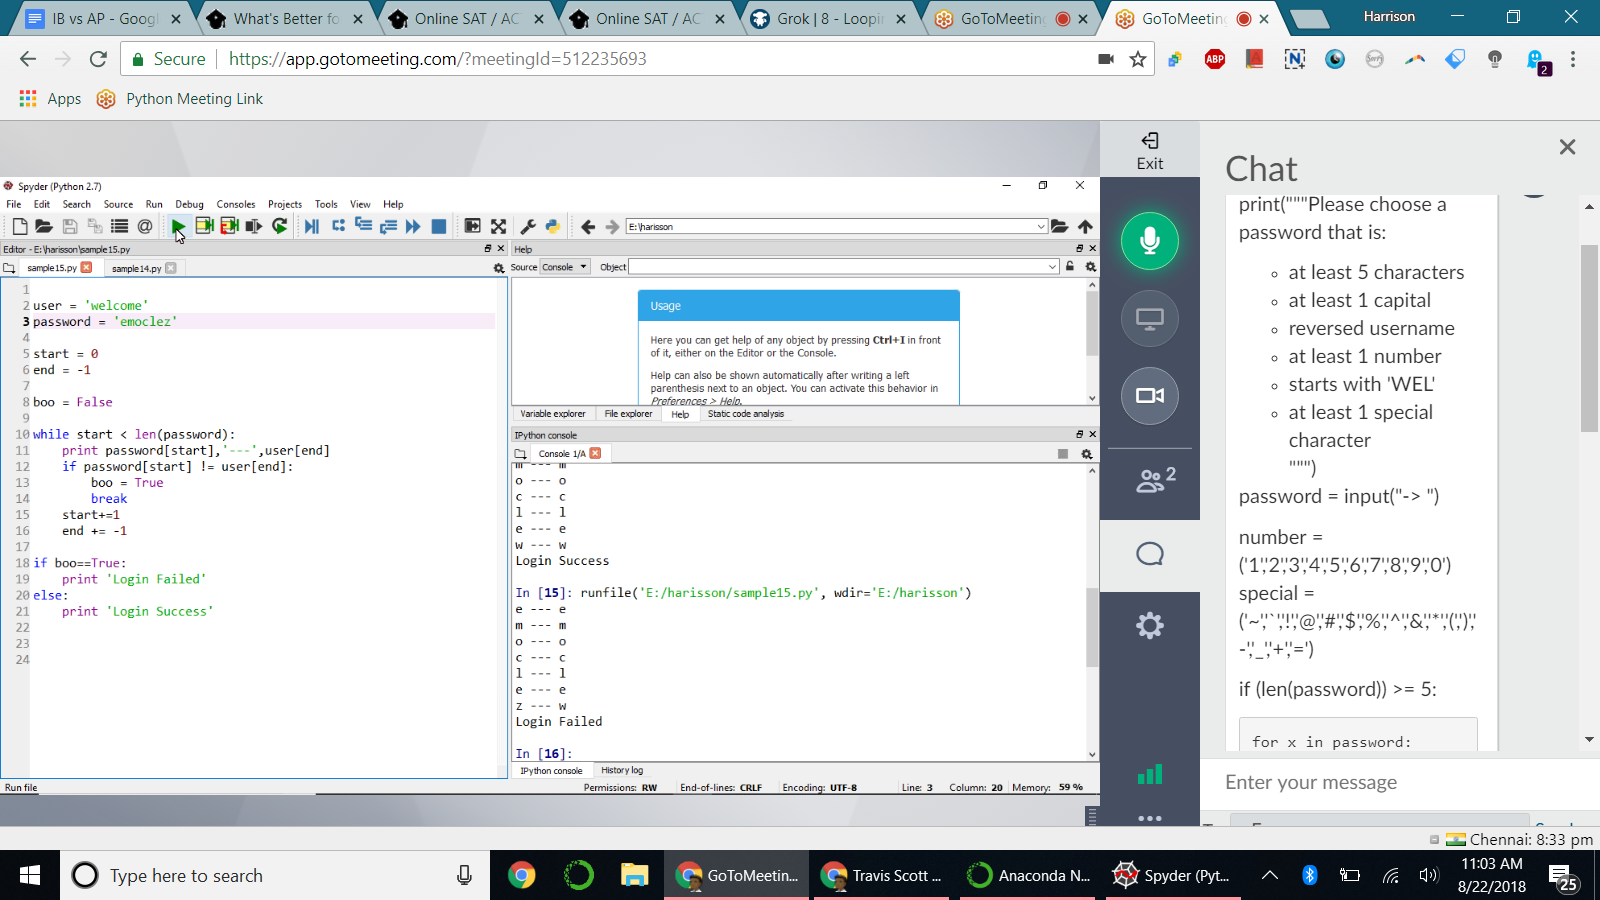 IB vs AP - Googl
What's Better fo
Online SAT / AC
Online SAT / AC
Grok | 8 - Loopi
GoToMeeting
GoToMeeting
Harrison
Secure
https://app.gotomeeting.com/?meetingId=512235693
ABP
2
Apps
Python Meeting Link
Spyder (Python 2.7)
File Edit Search Source Run Debug Consoles Projects Tools View Help
E:\harisson
Editor - E:\harisson\sample15.py
sample15.py
sample14.py
1
2 user = 'welcome'
3 password = 'emoclez'
4
5 start = 0
6 end = -1
7
8 boo = False
9
10 while start < len(password):
11 print password[start],'---',user[end]
12 if password[start] != user[end]:
13 boo = True
14 break
15 start+=1
16 end += -1
17
18 if boo==True:
19 print 'Login Failed'
20 else:
21 print 'Login Success'
22
23
24
Help
Source Console Object
Usage
Here you can get help of any object by pressing Ctrl+I in front
of it, either on the Editor or the Console.
Help can also be shown automatically after writing a left
parenthesis next to an object. You can activate this behavior in
Preferences > Help.
Variable explorer File explorer Help Static code analysis
IPython console
Console 1/A
m --- m
o --- o
c --- c
l --- l
e --- e
w --- w
Login Success
In [15]: runfile('E:/harisson/sample15.py', wdir='E:/harisson')
e --- e
m --- m
o --- o
c --- c
l --- l
e --- e
z --- w
Login Failed
In [16]:
IPython console History log
Run file
Permissions: RW End-of-lines: CRLF Encoding: UTF-8 Line: 3 Column: 20 Memory: 59 %
Exit
2
Chat
print("""Please choose a
password that is:
at least 5 characters
at least 1 capital
reversed username
at least 1 number
starts with 'WEL'
at least 1 special
character
""")
password = input("-> ")
number =
('1','2','3','4','5','6','7','8','9','0')
special =
('~','`','!','@','#','$','%','^','&','*','(',')','
-','_','+','=')
if (len(password)) >= 5:
for x in password:
Enter your message
Chennai: 8:33 pm
Type here to search
GoToMeetin...
Travis Scott ...
Anaconda N...
Spyder (Pyt...
11:03 AM
8/22/2018
25